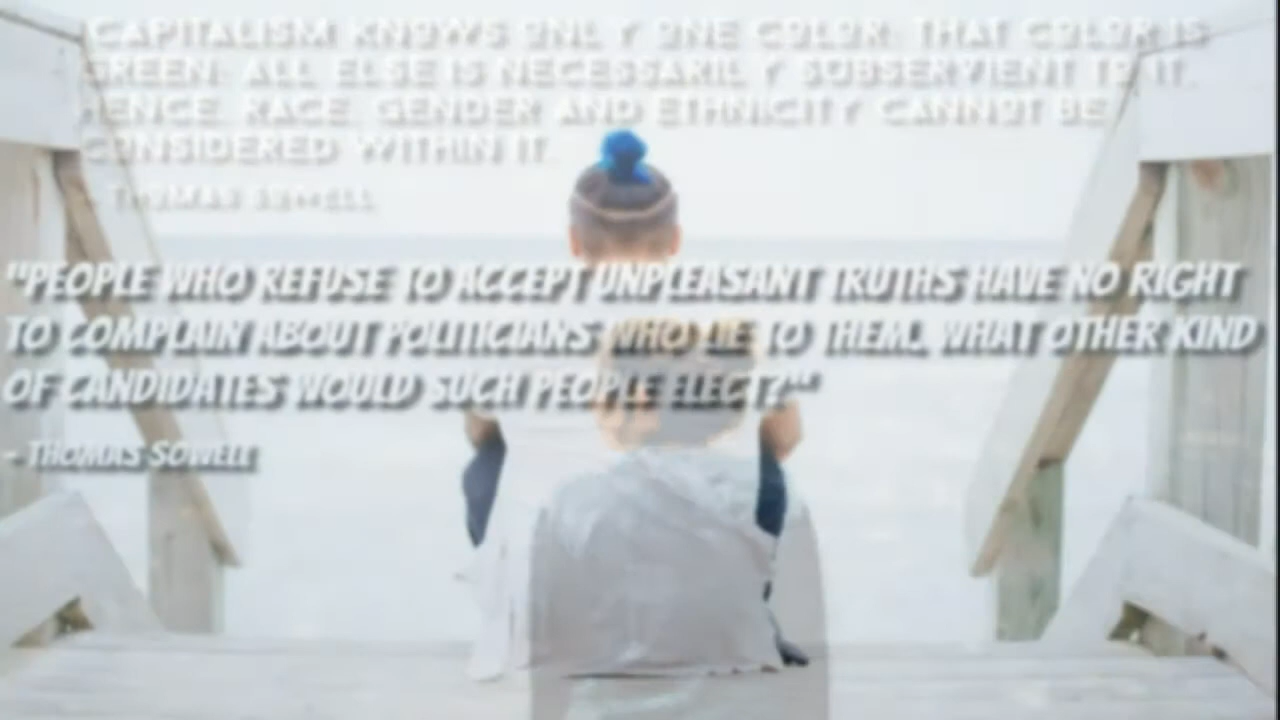 CAPITALISM KNOWS ONLY ONE COLOR: THAT COLOR IS
GREEN; ALL ELSE IS NECESSARILY SUBSERVIENT TO IT.
HENCE, RACE, GENDER AND ETHNICITY CANNOT BE
CONSIDERED WITHIN IT.
- THOMAS SOWELL
"PEOPLE WHO REFUSE TO ACCEPT UNPLEASANT TRUTHS HAVE NO RIGHT
TO COMPLAIN ABOUT POLITICIANS WHO LIE TO THEM. WHAT OTHER KIND
OF CANDIDATES WOULD SUCH PEOPLE ELECT?"
- THOMAS SOWELL